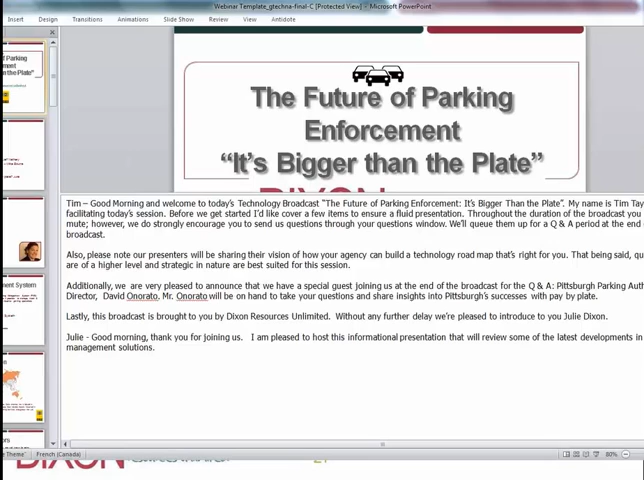 Webinar Template_gtechna-final-C [Protected View] - Microsoft PowerPoint
Insert Design Transitions Animations Slide Show Review View Antidote
The Future of Parking
Enforcement
“It’s Bigger than the Plate”
Tim – Good Morning and welcome to today’s Technology Broadcast “The Future of Parking Enforcement: It’s Bigger Than the Plate”. My name is Tim Tay
facilitating today’s session. Before we get started I’d like cover a few items to ensure a fluid presentation. Throughout the duration of the broadcast you
mute; however, we do strongly encourage you to send us questions through your questions window. We’ll queue them up for a Q & A period at the end
broadcast.
Also, please note our presenters will be sharing their vision of how your agency can build a technology road map that’s right for you. That being said, qu
are of a higher level and strategic in nature are best suited for this session.
Additionally, we are very pleased to announce that we have a special guest joining us at the end of the broadcast for the Q & A: Pittsburgh Parking Auth
Director, David Onorato, Mr. Onorato will be on hand to take your questions and share insights into Pittsburgh’s successes with pay by plate.
Lastly, this broadcast is brought to you by Dixon Resources Unlimited. Without any further delay we’re pleased to introduce to you Julie Dixon.
Julie - Good morning, thank you for joining us. I am pleased to host this informational presentation that will review some of the latest developments in
management solutions.
e Theme" French (Canada) 80%
DIXON